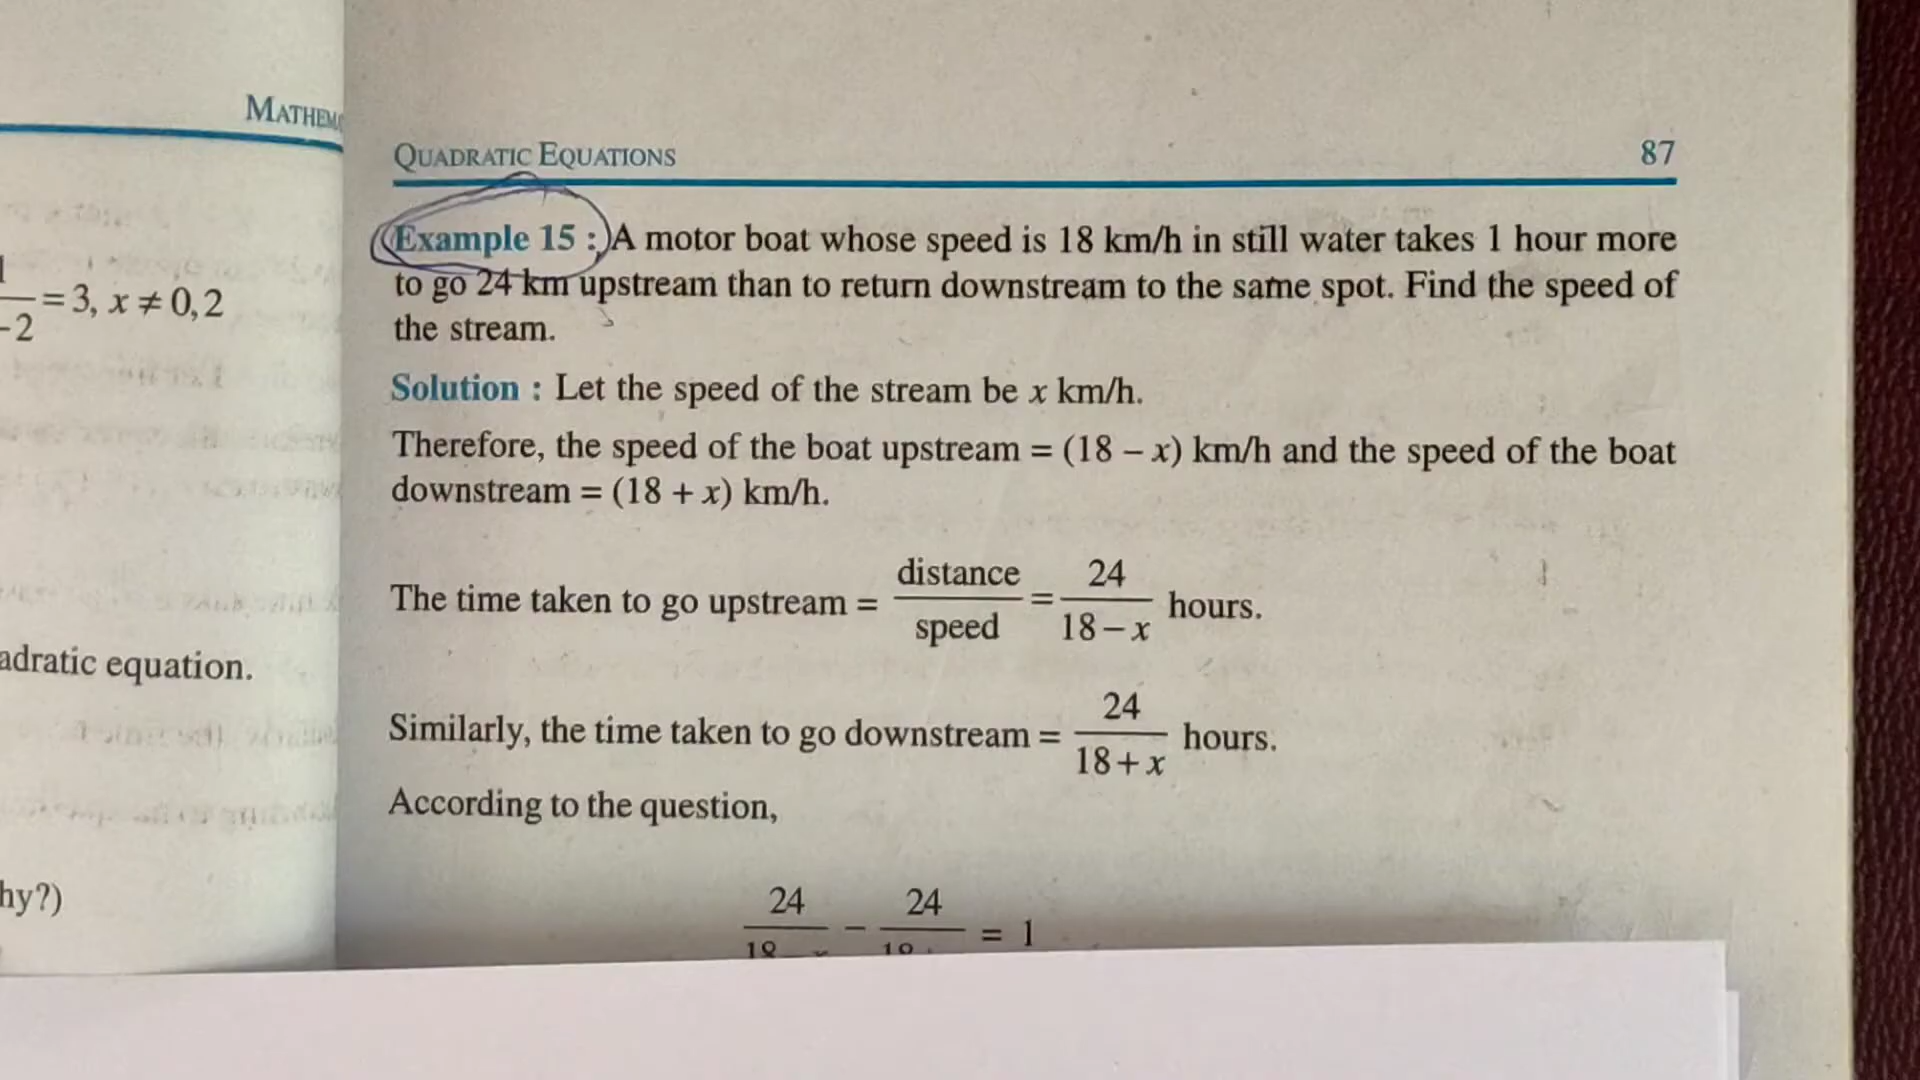 = 3, x ≠ 0, 2
adratic equation.
hy?)
QUADRATIC EQUATIONS 87
Example 15 : A motor boat whose speed is 18 km/h in still water takes 1 hour more
to go 24 km upstream than to return downstream to the same spot. Find the speed of
the stream.
Solution : Let the speed of the stream be x km/h.
Therefore, the speed of the boat upstream = (18 – x) km/h and the speed of the boat
downstream = (18 + x) km/h.
The time taken to go upstream = distance/speed = 24/(18 – x) hours.
Similarly, the time taken to go downstream = 24/(18 + x) hours.
According to the question,
24 – 24 = 1